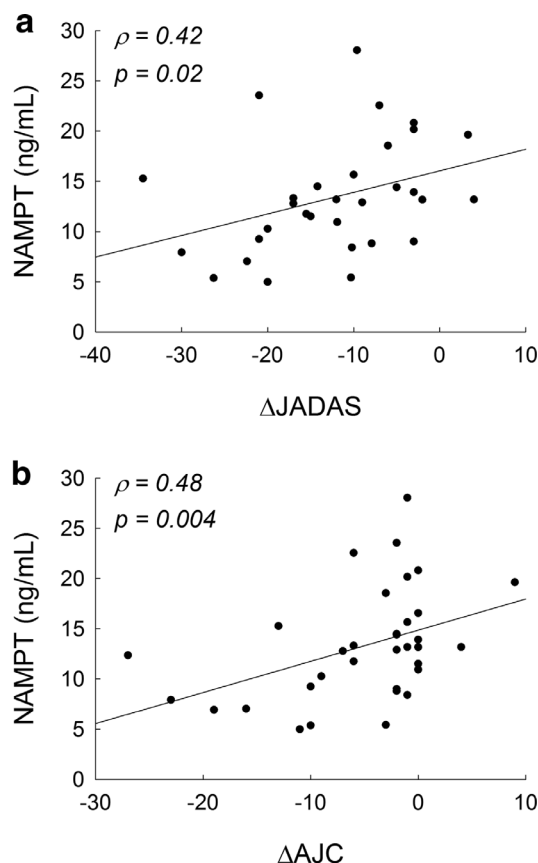 a
ρ = 0.42
p = 0.02
NAMPT (ng/mL)
30
25
20
15
10
5
0
-40 -30 -20 -10 0 10
ΔJADAS
b
ρ = 0.48
p = 0.004
NAMPT (ng/mL)
30
25
20
15
10
5
0
-30 -20 -10 0 10
ΔAJC